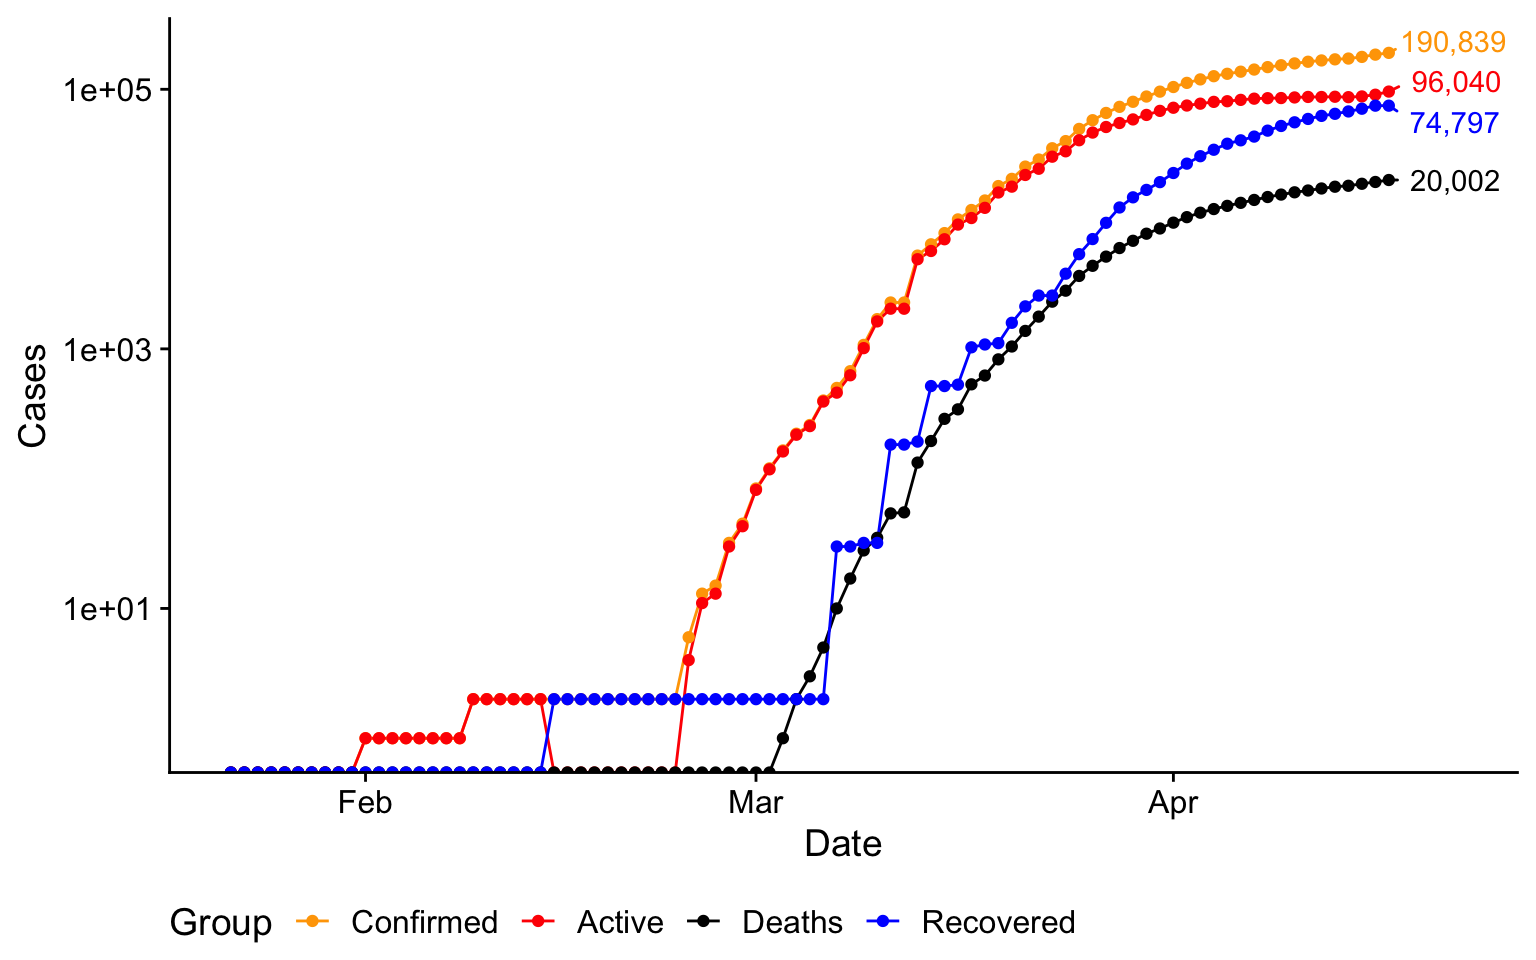 190,839
1e+05
96,040
74,797
20,002
1e+03
Cases
1e+01
Feb Mar Apr
Date
Group Confirmed Active Deaths Recovered